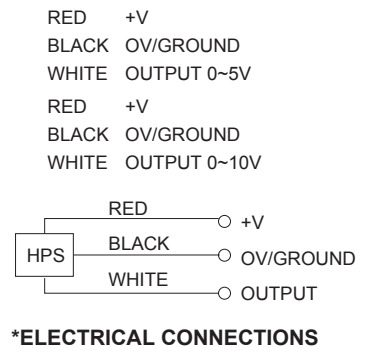 RED +V
BLACK OV/GROUND
WHITE OUTPUT 0~5V
RED +V
BLACK OV/GROUND
WHITE OUTPUT 0~10V
RED +V
HPS BLACK OV/GROUND
WHITE OUTPUT
*ELECTRICAL CONNECTIONS